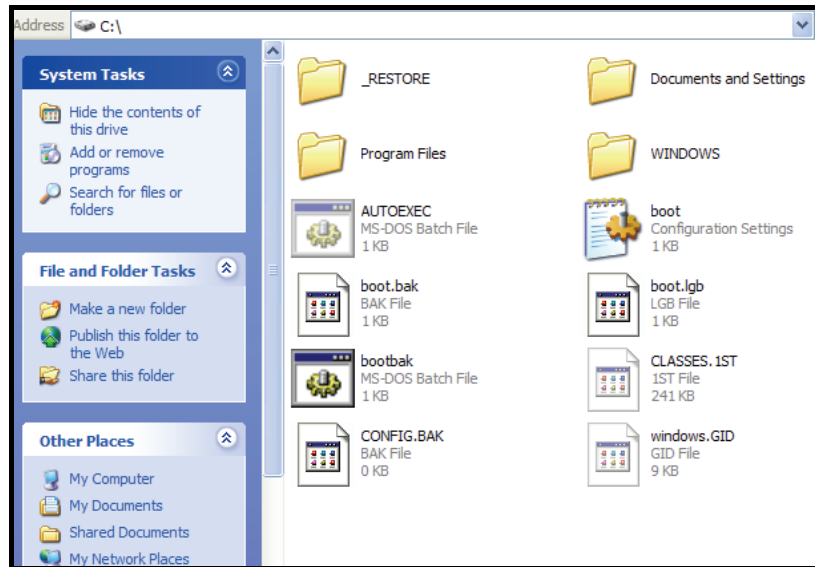 Address C:\
System Tasks
Hide the contents of
this drive
Add or remove
programs
Search for files or
folders
File and Folder Tasks
Make a new folder
Publish this folder to
the Web
Share this folder
Other Places
My Computer
My Documents
Shared Documents
My Network Places
_RESTORE
Documents and Settings
Program Files
WINDOWS
AUTOEXEC
MS-DOS Batch File
1 KB
boot
Configuration Settings
1 KB
boot.bak
BAK File
1 KB
boot.lgb
LGB File
1 KB
bootbak
MS-DOS Batch File
1 KB
CLASSES.1ST
1ST File
241 KB
CONFIG.BAK
BAK File
0 KB
windows.GID
GID File
9 KB